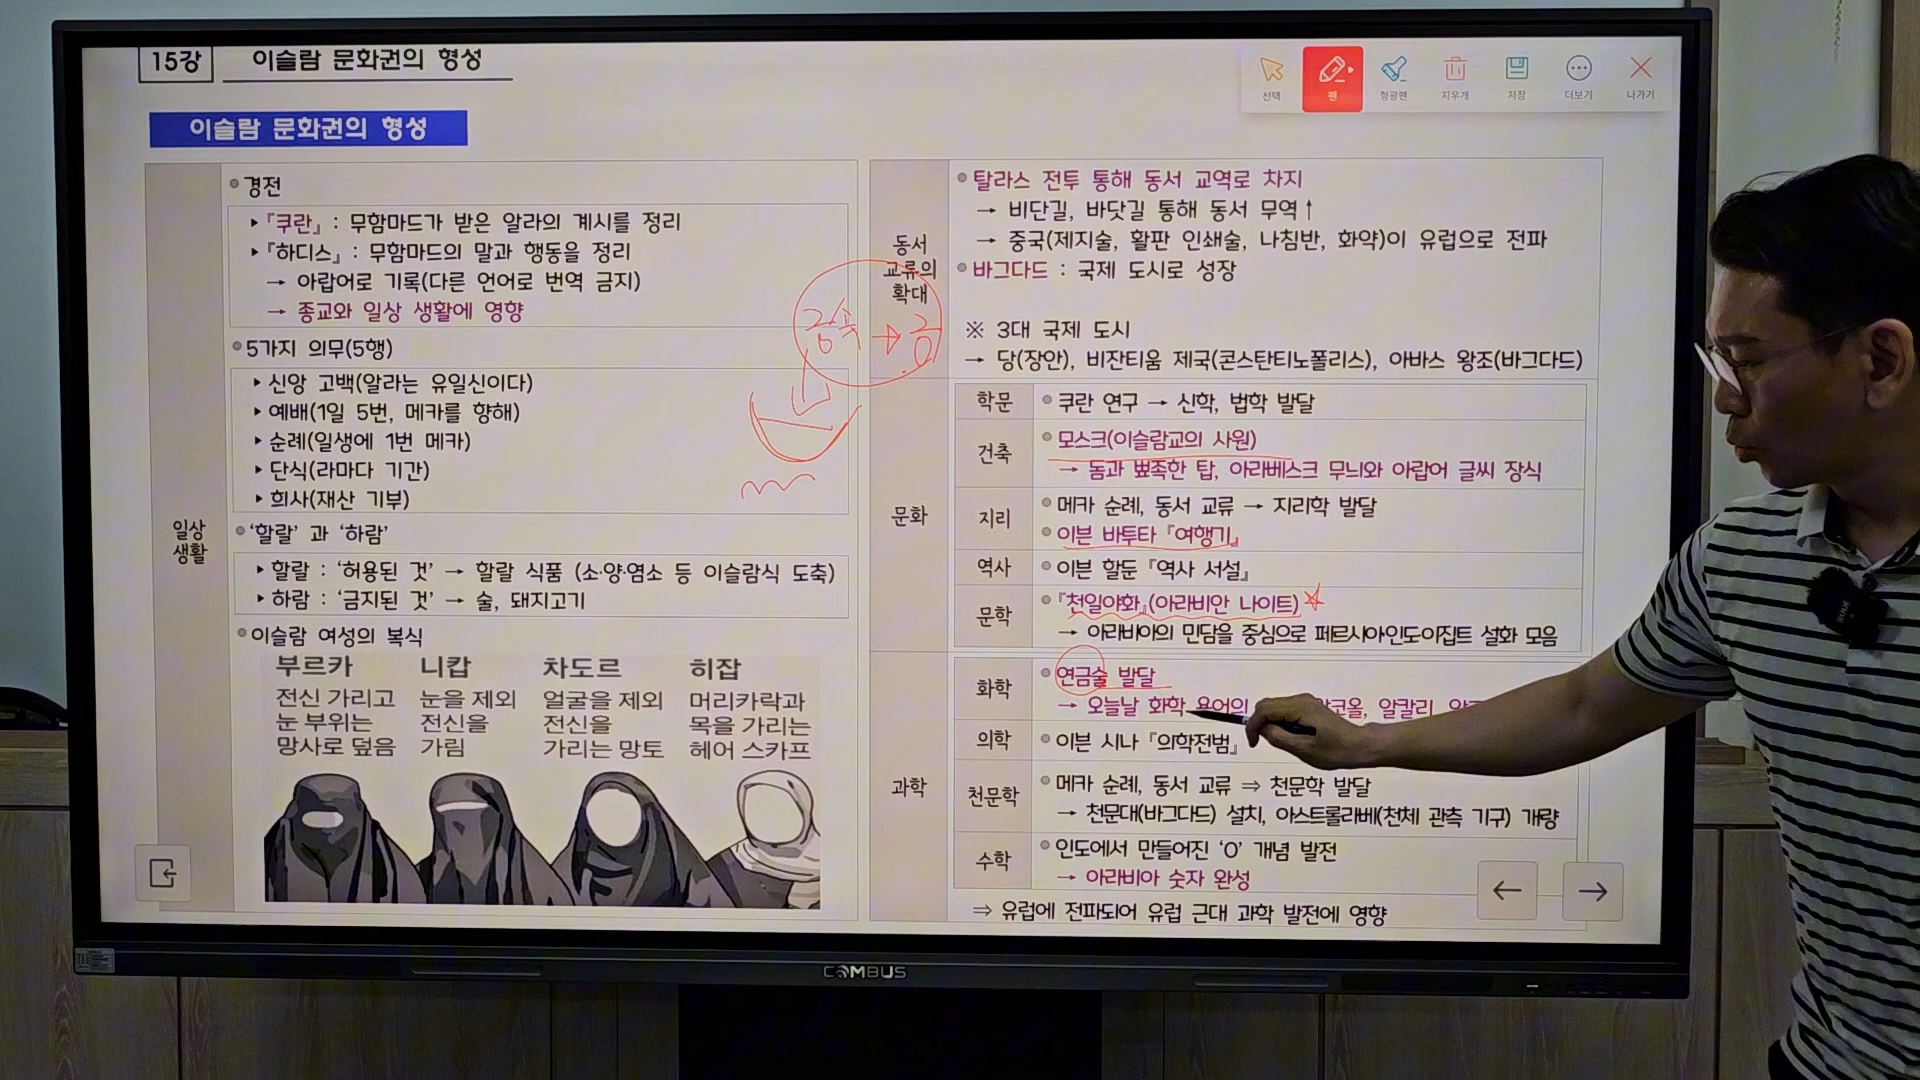 15강
이슬람 문화권의 형성
선택
펜
형광펜
지우개
저장
더보기
나가기
이슬람 문화권의 형성
일상
생활
경전
『쿠란』 : 무함마드가 받은 알라의 계시를 정리
『하디스』 : 무함마드의 말과 행동을 정리
→ 아랍어로 기록(다른 언어로 번역 금지)
→ 종교와 일상 생활에 영향
5가지 의무(5행)
신앙 고백(알라는 유일신이다)
예배(1일 5번, 메카를 향해)
순례(일생에 1번 메카)
단식(라마다 기간)
희사(재산 기부)
'할랄' 과 '하람'
할랄 : '허용된 것' → 할랄 식품 (소·양·염소 등 이슬람식 도축)
하람 : '금지된 것' → 술, 돼지고기
이슬람 여성의 복식
부르카
전신 가리고
눈 부위는
망사로 덮음
니캅
눈을 제외
전신을
가림
차도르
얼굴을 제외
전신을
가리는 망토
히잡
머리카락과
목을 가리는
헤어 스카프
금속 → 금
동서
교류의
확대
탈라스 전투 통해 동서 교역로 차지
→ 비단길, 바닷길 통해 동서 무역↑
→ 중국(제지술, 활판 인쇄술, 나침반, 화약)이 유럽으로 전파
바그다드 : 국제 도시로 성장
※ 3대 국제 도시
→ 당(장안), 비잔티움 제국(콘스탄티노폴리스), 아바스 왕조(바그다드)
문화
학문
쿠란 연구 → 신학, 법학 발달
건축
모스크(이슬람교의 사원)
→ 돔과 뾰족한 탑, 아라베스크 무늬와 아랍어 글씨 장식
지리
메카 순례, 동서 교류 → 지리학 발달
이븐 바투타 『여행기』
역사
이븐 할둔 『역사 서설』
문학
『천일야화』(아라비안 나이트)
→ 아라비아의 민담을 중심으로 페르시아·인도·이집트 설화 모음
과학
화학
연금술 발달
→ 오늘날 화학 용어의 알코올, 알칼리
의학
이븐 시나 『의학전범』
천문학
메카 순례, 동서 교류 ⇒ 천문학 발달
→ 천문대(바그다드) 설치, 아스트롤라베(천체 관측 기구) 개량
수학
인도에서 만들어진 '0' 개념 발전
→ 아라비아 숫자 완성
⇒ 유럽에 전파되어 유럽 근대 과학 발전에 영향
CAMBUS